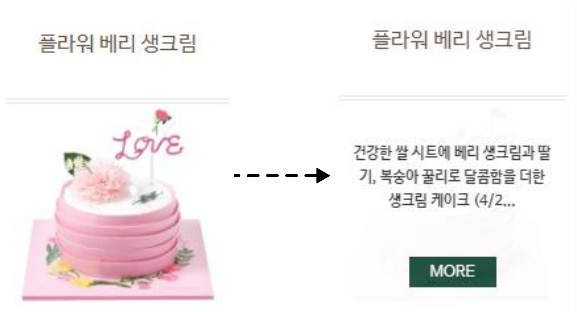 플라워 베리 생크림
LOVE
플라워 베리 생크림
건강한 쌀 시트에 베리 생크림과 딸
기, 복숭아 꿀리로 달콤함을 더한
생크림 케이크 (4/2...
MORE